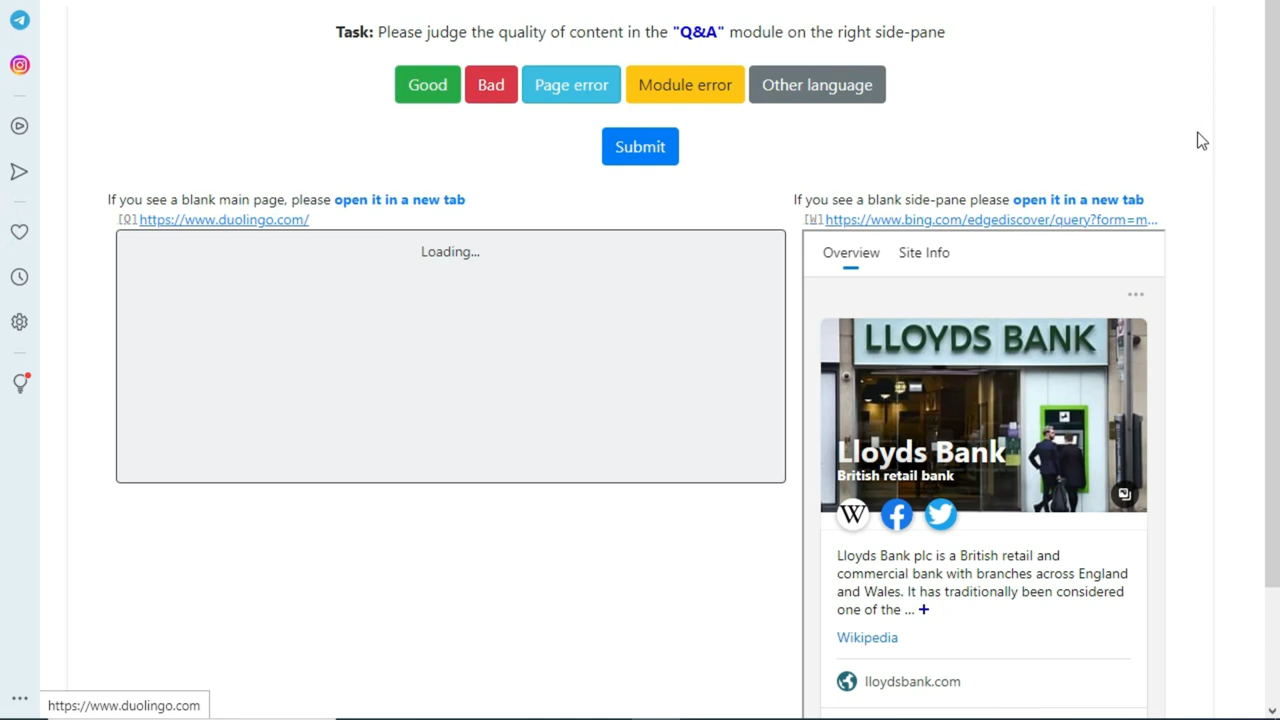 Task: Please judge the quality of content in the "Q&A" module on the right side-pane
Good Bad Page error Module error Other language
Submit
If you see a blank main page, please open it in a new tab
[Q]https://www.duolingo.com/
Loading...
If you see a blank side-pane please open it in a new tab
[W]https://www.bing.com/edgediscover/query?form=m...
Overview Site Info
LLOYDS BANK
Lloyds Bank
British retail bank
W
Lloyds Bank plc is a British retail and
commercial bank with branches across England
and Wales. It has traditionally been considered
one of the ... +
Wikipedia
lloydsbank.com
https://www.duolingo.com